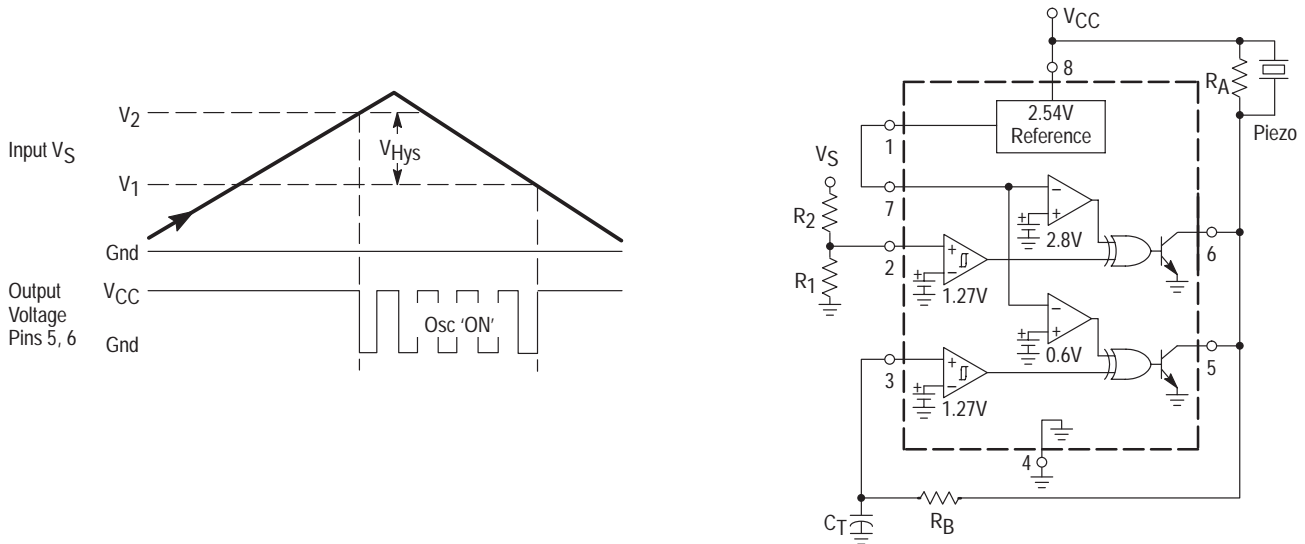 V2
Input VS
VHys
V1
Gnd
Output
Voltage
Pins 5, 6
VCC
Osc 'ON'
Gnd
VCC
8
RA
2.54V
Reference
Piezo
1
VS
7
R2
2.8V
6
2
R1
1.27V
0.6V
5
3
1.27V
4
CT
RB